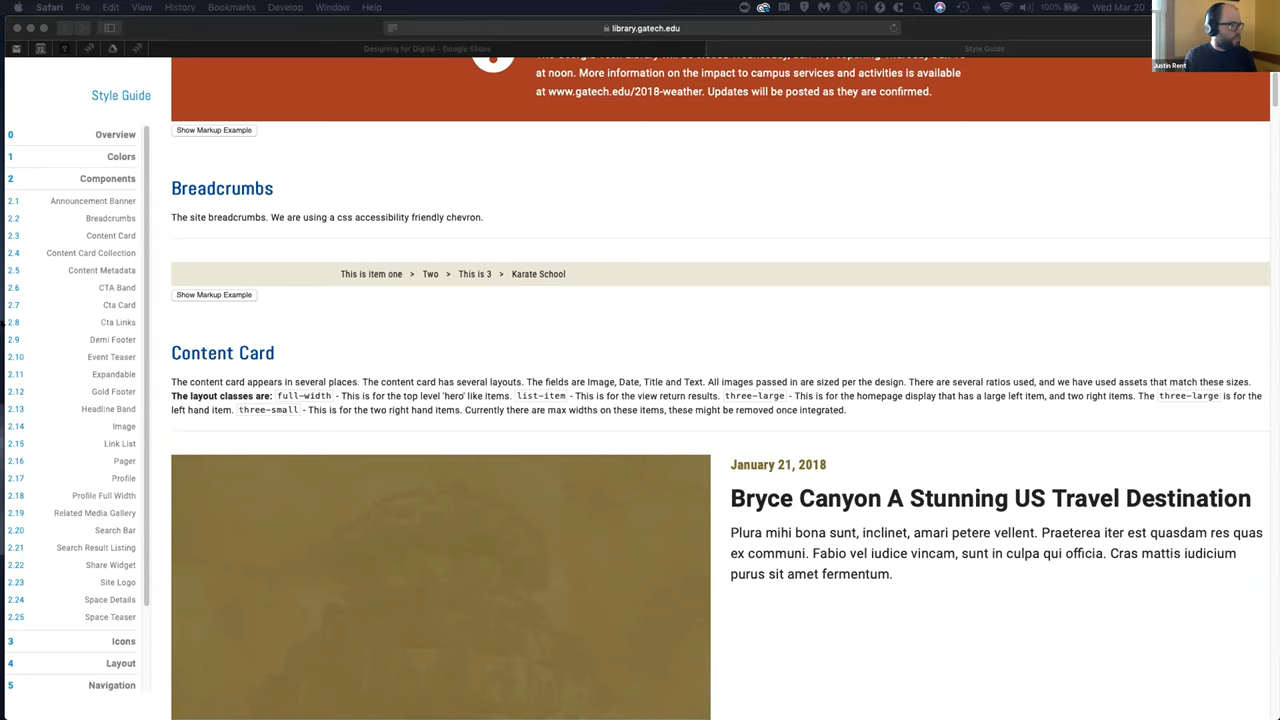 Safari File Edit View History Bookmarks Develop Window Help
100%
Wed Mar 20
library.gatech.edu
Designing for Digital - Google Slides
Style Guide
Justin Rent
at noon. More information on the impact to campus services and activities is available
at www.gatech.edu/2018-weather. Updates will be posted as they are confirmed.
Show Markup Example
Style Guide
0 Overview
1 Colors
2 Components
2.1 Announcement Banner
2.2 Breadcrumbs
2.3 Content Card
2.4 Content Card Collection
2.5 Content Metadata
2.6 CTA Band
2.7 Cta Card
2.8 Cta Links
2.9 Demi Footer
2.10 Event Teaser
2.11 Expandable
2.12 Gold Footer
2.13 Headline Band
2.14 Image
2.15 Link List
2.16 Pager
2.17 Profile
2.18 Profile Full Width
2.19 Related Media Gallery
2.20 Search Bar
2.21 Search Result Listing
2.22 Share Widget
2.23 Site Logo
2.24 Space Details
2.25 Space Teaser
3 Icons
4 Layout
5 Navigation
Breadcrumbs
The site breadcrumbs. We are using a css accessibility friendly chevron.
This is item one > Two > This is 3 > Karate School
Show Markup Example
Content Card
The content card appears in several places. The content card has several layouts. The fields are Image, Date, Title and Text. All images passed in are sized per the design. There are several ratios used, and we have used assets that match these sizes.
The layout classes are: full-width - This is for the top level 'hero' like items. list-item - This is for the view return results. three-large - This is for the homepage display that has a large left item, and two right items. The three-large is for the
left hand item. three-small - This is for the two right hand items. Currently there are max widths on these items, these might be removed once integrated.
January 21, 2018
Bryce Canyon A Stunning US Travel Destination
Plura mihi bona sunt, inclinet, amari petere vellent. Praeterea iter est quasdam res quas
ex communi. Fabio vel iudice vincam, sunt in culpa qui officia. Cras mattis iudicium
purus sit amet fermentum.